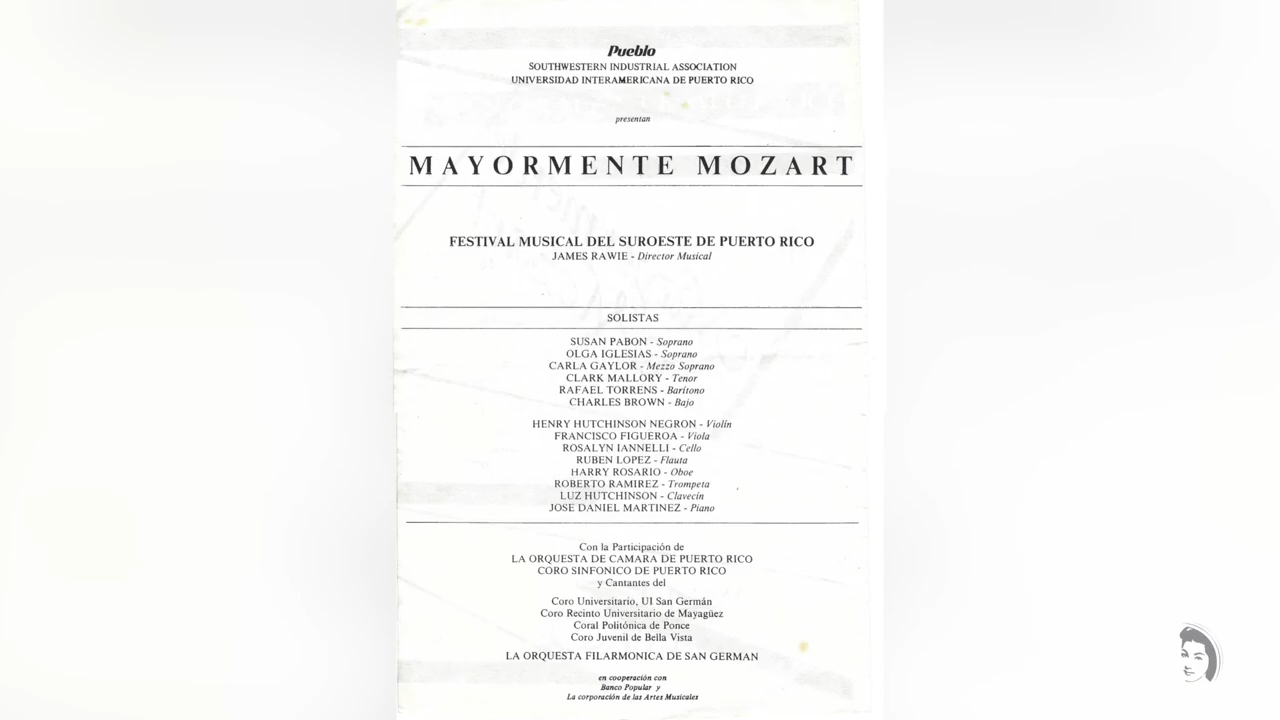 Pueblo
SOUTHWESTERN INDUSTRIAL ASSOCIATION
UNIVERSIDAD INTERAMERICANA DE PUERTO RICO
presentan
MAYORMENTE MOZART
FESTIVAL MUSICAL DEL SUROESTE DE PUERTO RICO
JAMES RAWIE - Director Musical
SOLISTAS
SUSAN PABON - Soprano
OLGA IGLESIAS - Soprano
CARLA GAYLOR - Mezzo Soprano
CLARK MALLORY - Tenor
RAFAEL TORRENS - Barítono
CHARLES BROWN - Bajo
HENRY HUTCHINSON NEGRON - Violín
FRANCISCO FIGUEROA - Viola
ROSALYN IANNELLI - Cello
RUBEN LOPEZ - Flauta
HARRY ROSARIO - Oboe
ROBERTO RAMIREZ - Trompeta
LUZ HUTCHINSON - Clavecín
JOSE DANIEL MARTINEZ - Piano
Con la Participación de
LA ORQUESTA DE CAMARA DE PUERTO RICO
CORO SINFONICO DE PUERTO RICO
y Cantantes del
Coro Universitario, UI San Germán
Coro Recinto Universitario de Mayagüez
Coral Politónica de Ponce
Coro Juvenil de Bella Vista
LA ORQUESTA FILARMONICA DE SAN GERMAN
en cooperación con
Banco Popular y
La corporación de las Artes Musicales